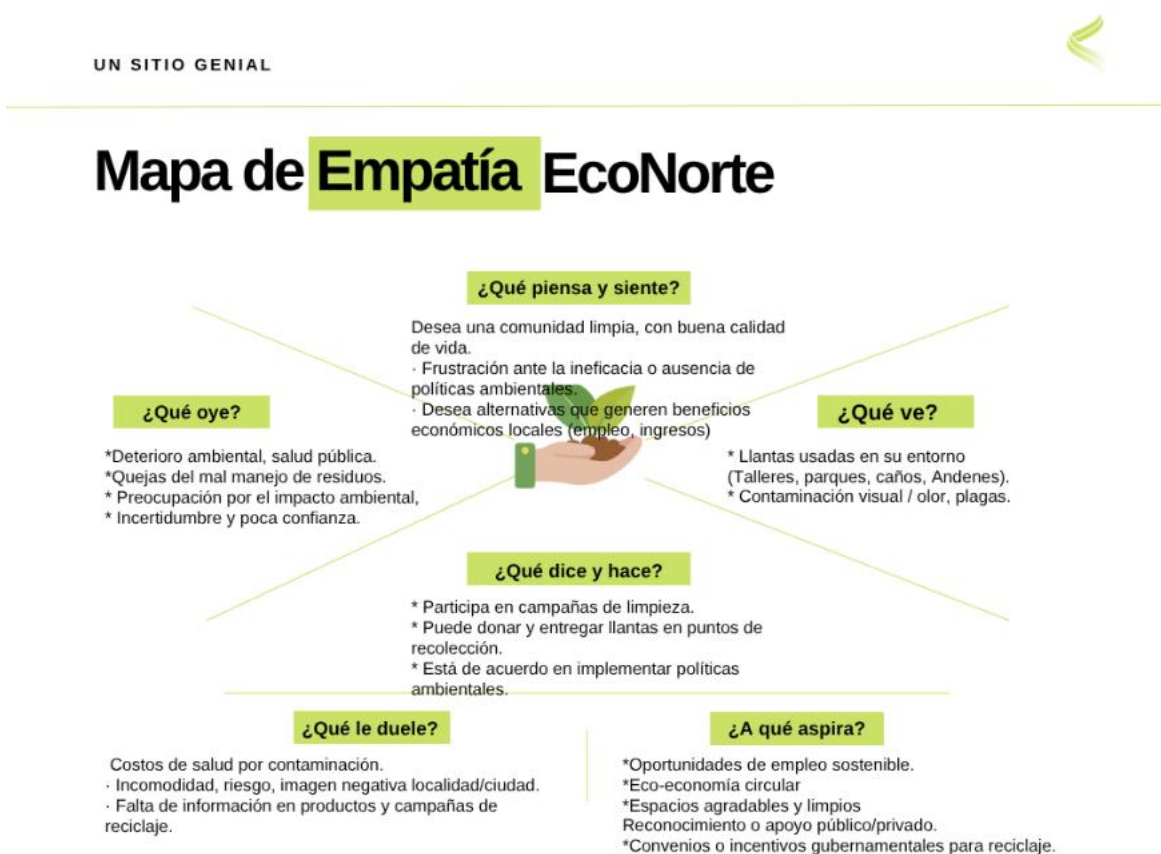 UN SITIO GENIAL
Mapa de Empatía EcoNorte
¿Qué piensa y siente?
Desea una comunidad limpia, con buena calidad
de vida.
· Frustración ante la ineficacia o ausencia de
políticas ambientales.
· Desea alternativas que generen beneficios
económicos locales (empleo, ingresos)
¿Qué oye?
*Deterioro ambiental, salud pública.
*Quejas del mal manejo de residuos.
* Preocupación por el impacto ambiental,
* Incertidumbre y poca confianza.
¿Qué ve?
* Llantas usadas en su entorno
(Talleres, parques, caños, Andenes).
* Contaminación visual / olor, plagas.
¿Qué dice y hace?
* Participa en campañas de limpieza.
* Puede donar y entregar llantas en puntos de
recolección.
* Está de acuerdo en implementar políticas
ambientales.
¿Qué le duele?
Costos de salud por contaminación.
· Incomodidad, riesgo, imagen negativa localidad/ciudad.
· Falta de información en productos y campañas de
reciclaje.
¿A qué aspira?
*Oportunidades de empleo sostenible.
*Eco-economía circular
*Espacios agradables y limpios
Reconocimiento o apoyo público/privado.
*Convenios o incentivos gubernamentales para reciclaje.